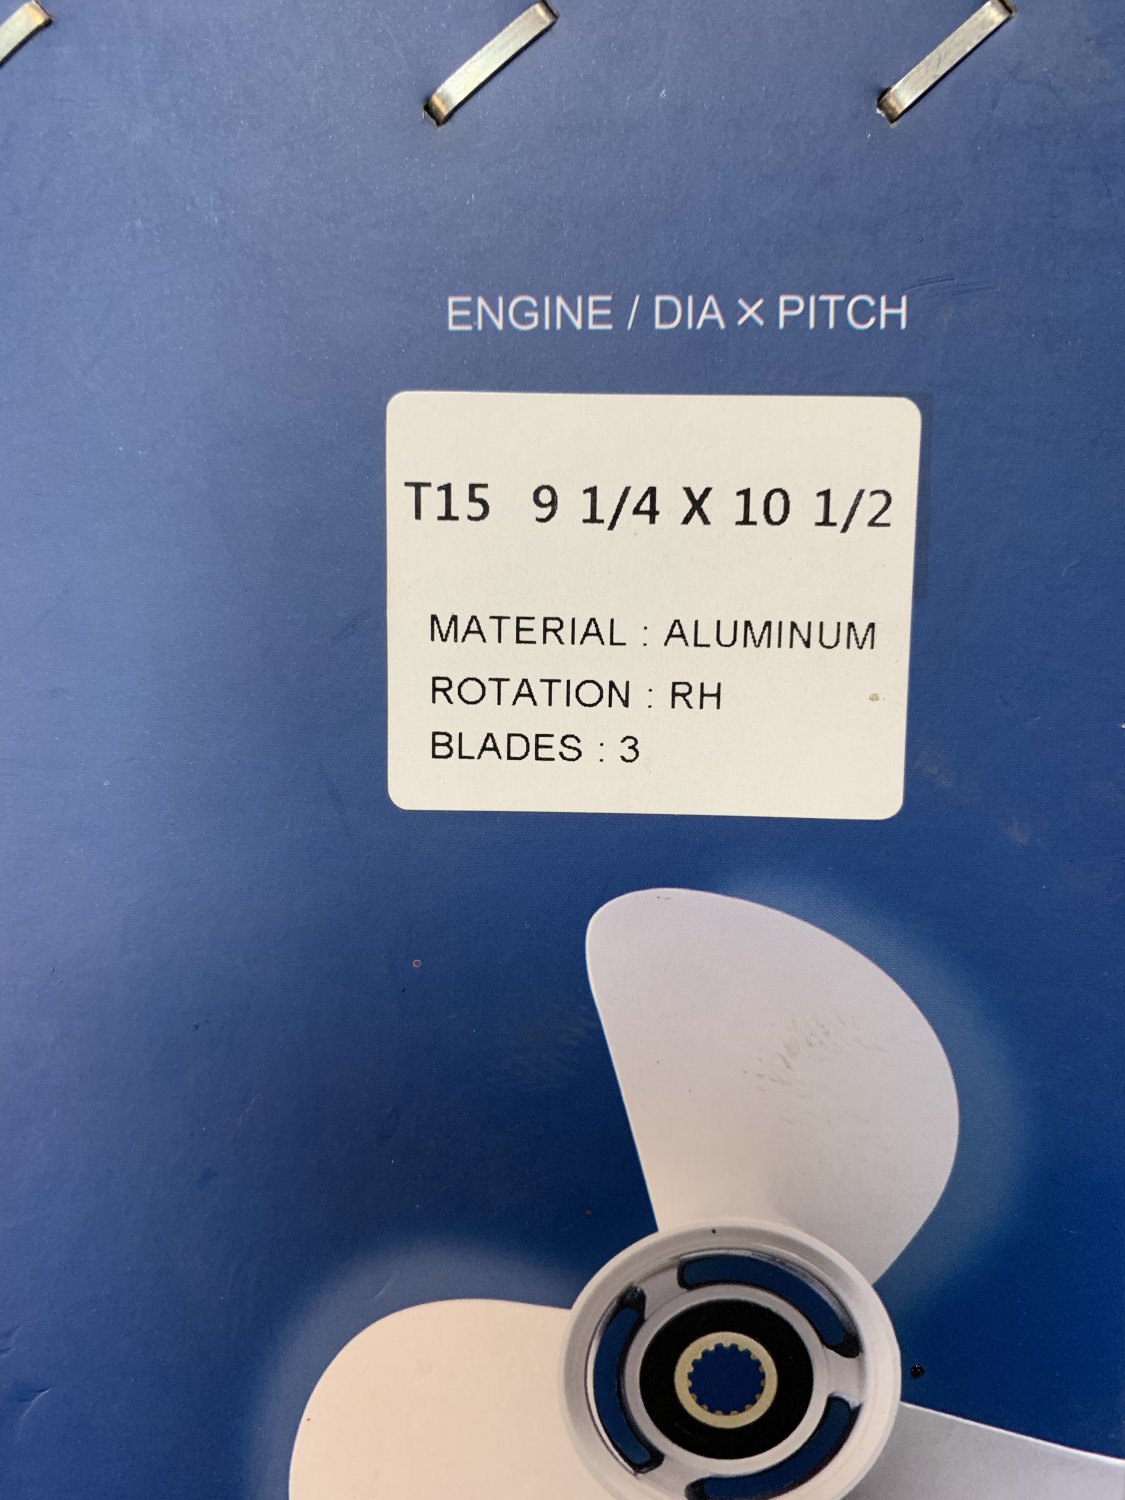 ENGINE / DIA × PITCH
T15 9 1/4 X 10 1/2
MATERIAL : ALUMINUM
ROTATION : RH
BLADES : 3